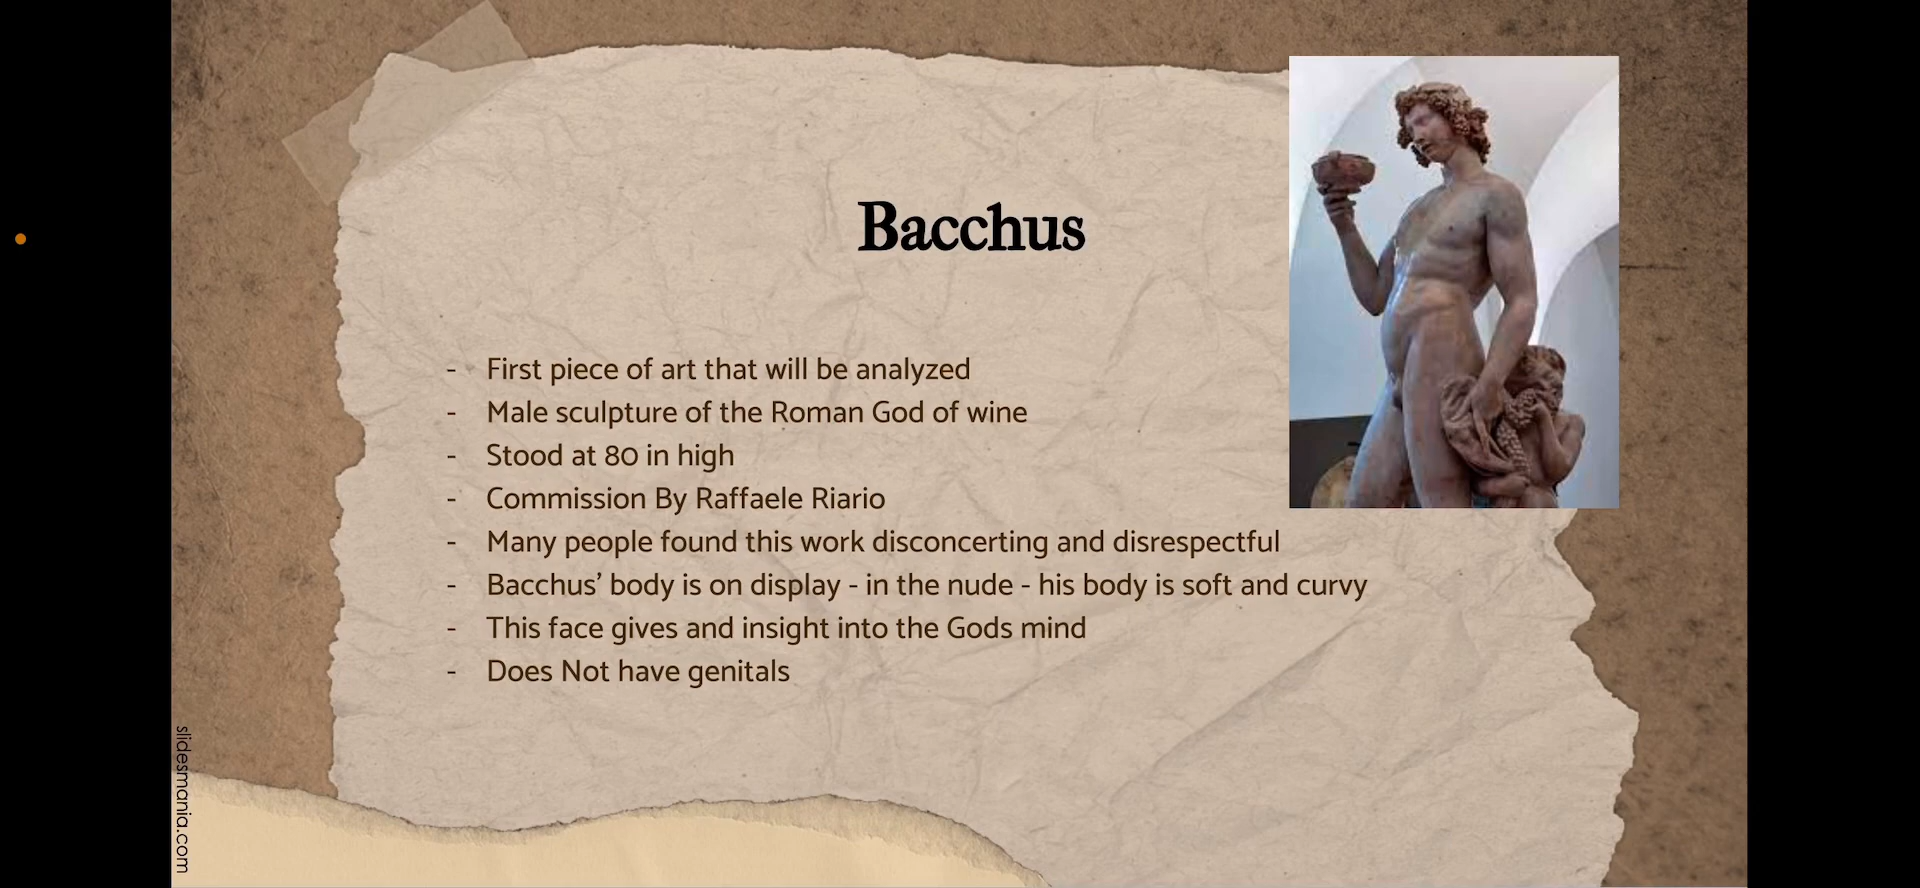 Bacchus
- First piece of art that will be analyzed
- Male sculpture of the Roman God of wine
- Stood at 80 in high
- Commission By Raffaele Riario
- Many people found this work disconcerting and disrespectful
- Bacchus’ body is on display - in the nude - his body is soft and curvy
- This face gives and insight into the Gods mind
- Does Not have genitals
slidesmania.com